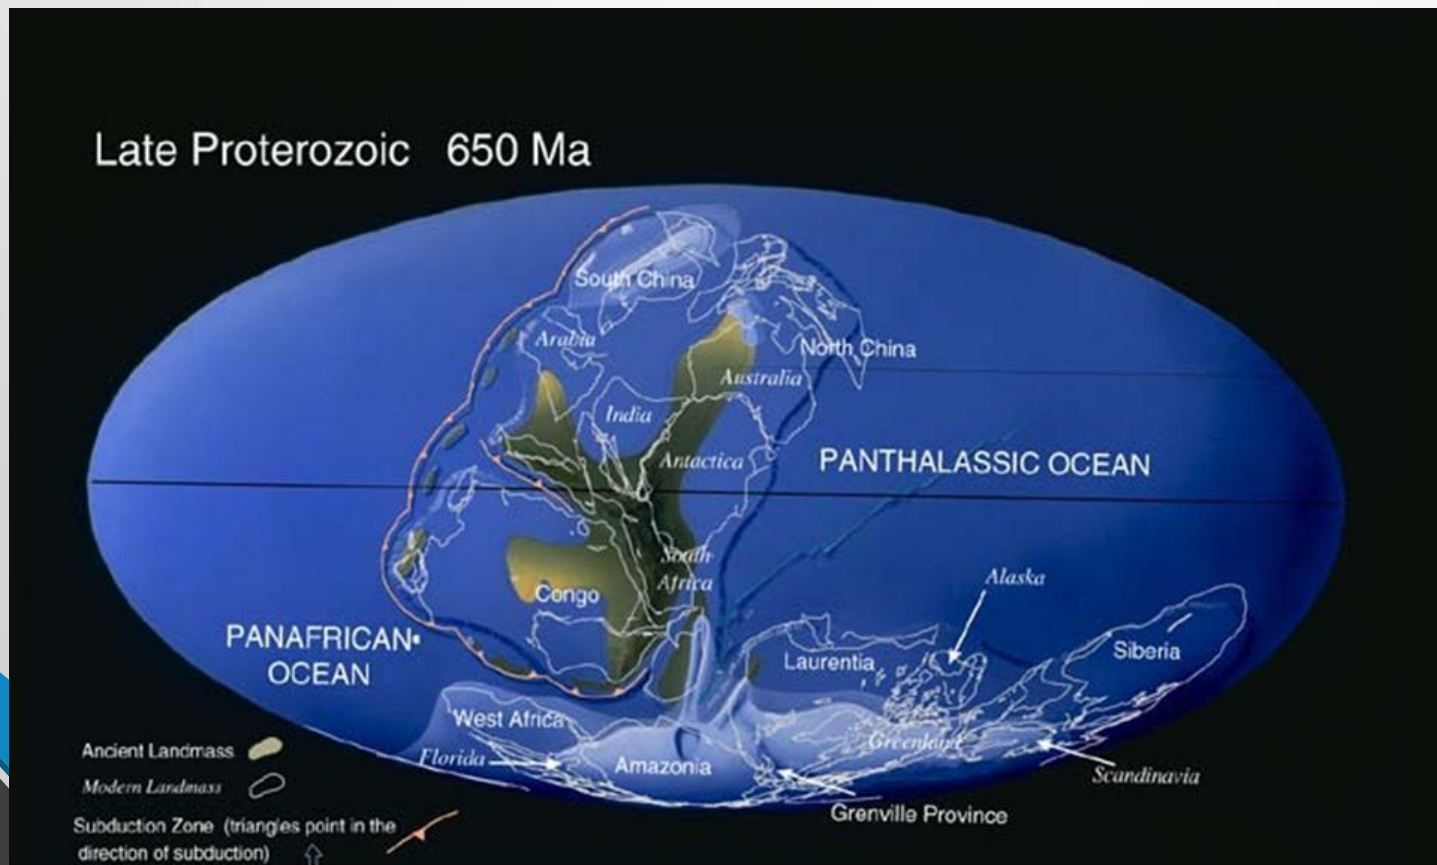 Late Proterozoic 650 Ma
South China
Arabia
North China
Australia
India
Antactica
PANTHALASSIC OCEAN
South
Africa
Alaska
Congo
PANAFRICAN
OCEAN
Laurentia
Siberia
West Africa
Greenland
Ancient Landmass
Florida
Amazonia
Scandinavia
Modern Landmass
Grenville Province
Subduction Zone (triangles point in the
direction of subduction)